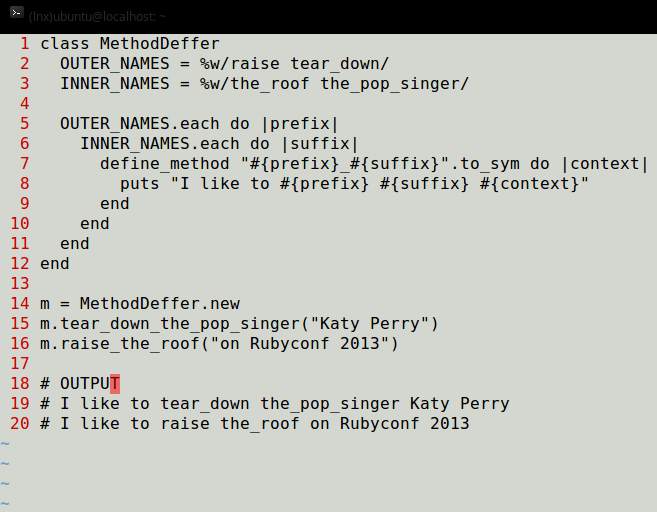 (lnx)ubuntu@localhost: ~
1 class MethodDeffer
2   OUTER_NAMES = %w/raise tear_down/
3   INNER_NAMES = %w/the_roof the_pop_singer/
4
5   OUTER_NAMES.each do |prefix|
6     INNER_NAMES.each do |suffix|
7       define_method "#{prefix}_#{suffix}".to_sym do |context|
8         puts "I like to #{prefix} #{suffix} #{context}"
9       end
10     end
11   end
12 end
13
14 m = MethodDeffer.new
15 m.tear_down_the_pop_singer("Katy Perry")
16 m.raise_the_roof("on Rubyconf 2013")
17
18 # OUTPUT
19 # I like to tear_down the_pop_singer Katy Perry
20 # I like to raise the_roof on Rubyconf 2013
~
~
~
~